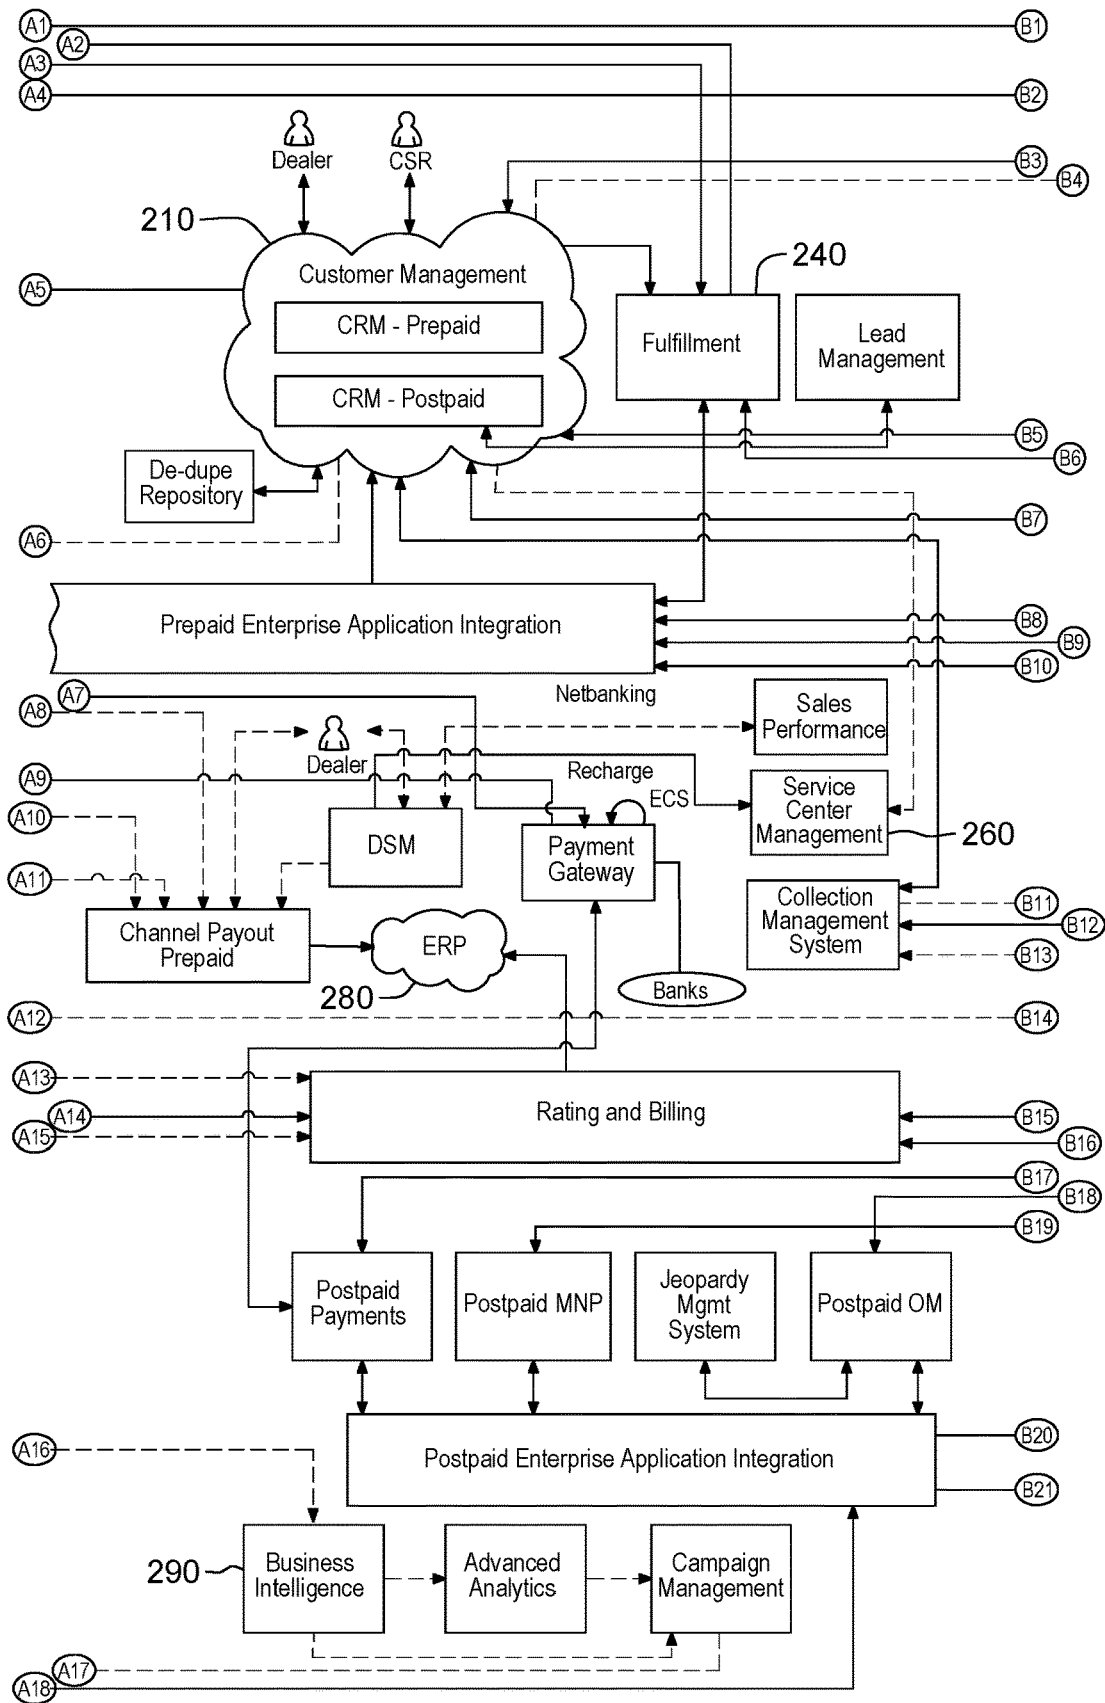 A1
B1
A2
A3
A4
B2
Dealer
CSR
B3
B4
210
240
Customer Management
A5
CRM - Prepaid
Fulfillment
Lead
Management
CRM - Postpaid
B5
B6
De-dupe
Repository
B7
A6
Prepaid Enterprise Application Integration
B8
B9
B10
A7
A8
Netbanking
Sales
Performance
Dealer
A9
Recharge
ECS
Service
Center
Management
260
A10
DSM
Payment
Gateway
A11
Collection
Management
System
B11
B12
B13
Channel Payout
Prepaid
ERP
280
Banks
A12
B14
A13
Rating and Billing
A14
A15
B15
B16
B17
B18
B19
Postpaid
Payments
Postpaid MNP
Jeopardy
Mgmt
System
Postpaid OM
A16
Postpaid Enterprise Application Integration
B20
B21
290
Business
Intelligence
Advanced
Analytics
Campaign
Management
A17
A18